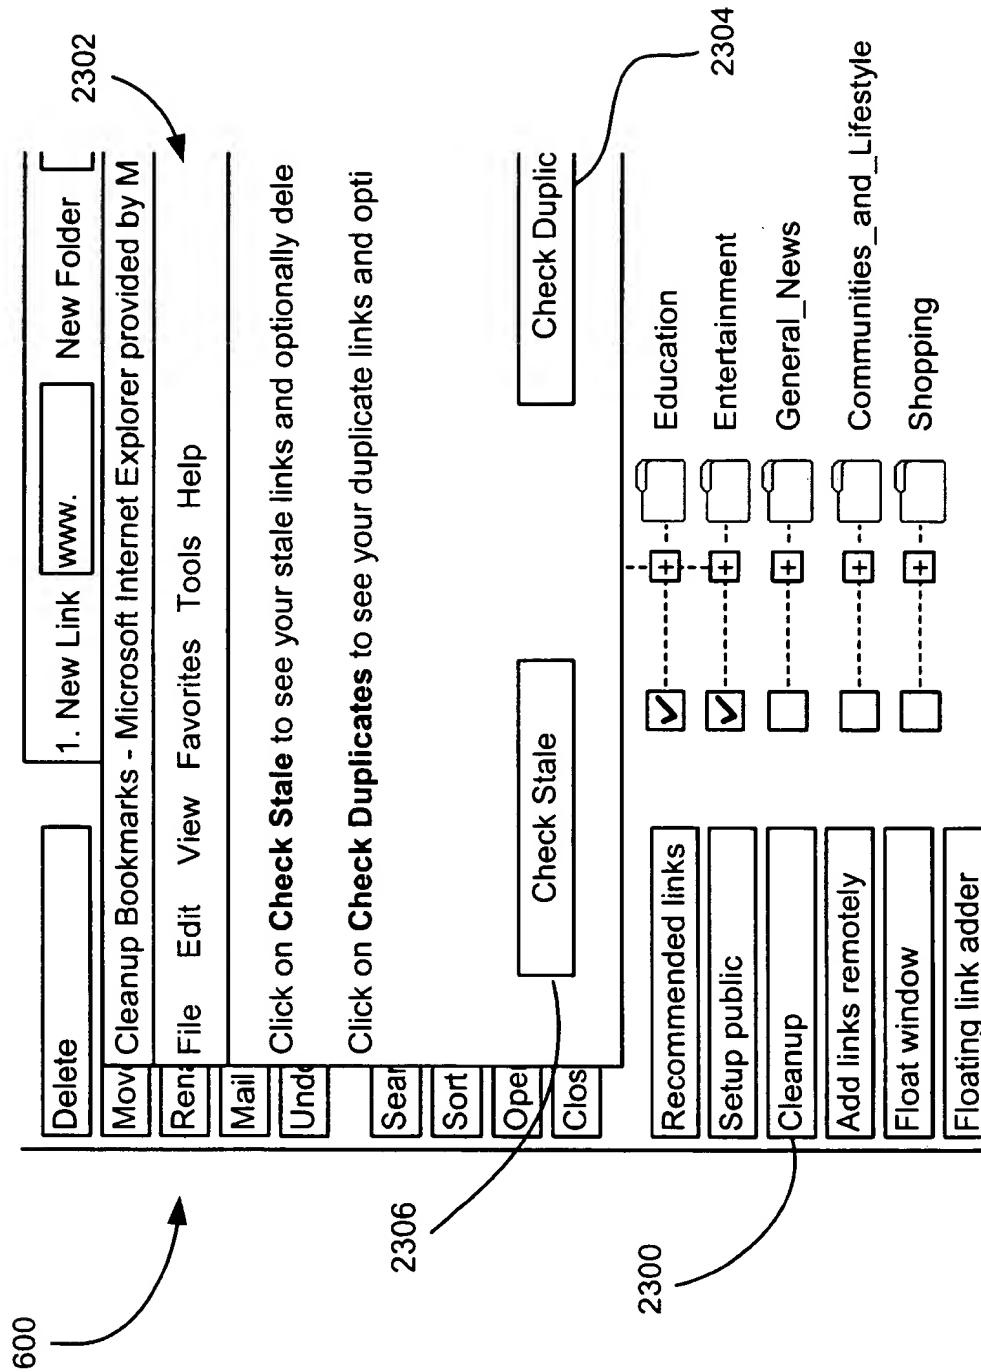 600
2302
Delete
1. New Link
www.
New Folder
Mov
Cleanup Bookmarks - Microsoft Internet Explorer provided by M
Ren
File Edit View Favorites Tools Help
Mail
Und
Click on Check Stale to see your stale links and optionally dele
Click on Check Duplicates to see your duplicate links and opti
Sear
Sort
Ope
Clos
Check Stale
Check Duplic
2306
2304
Recommended links
Education
Setup public
Entertainment
Cleanup
General_News
2300
Add links remotely
Communities_and_Lifestyle
Float window
Shopping
Floating link adder